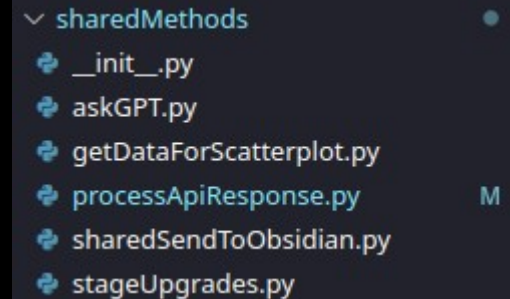 sharedMethods
__init__.py
askGPT.py
getDataForScatterplot.py
processApiResponse.py M
sharedSendToObsidian.py
stageUpgrades.py